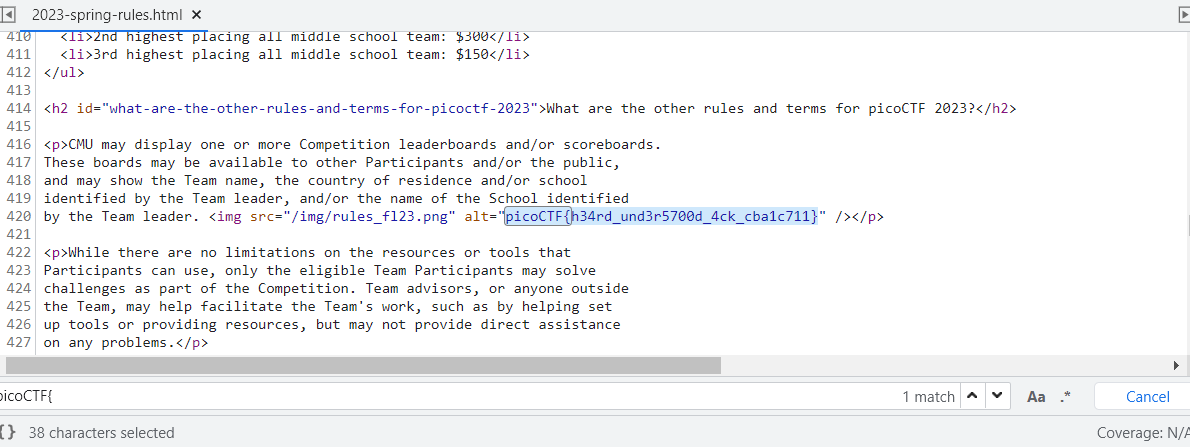 2023-spring-rules.html ×
410 <li>2nd highest placing all middle school team: $300</li>
411 <li>3rd highest placing all middle school team: $150</li>
412 </ul>
413
414 <h2 id="what-are-the-other-rules-and-terms-for-picoctf-2023">What are the other rules and terms for picoCTF 2023?</h2>
415
416 <p>CMU may display one or more Competition leaderboards and/or scoreboards.
417 These boards may be available to other Participants and/or the public,
418 and may show the Team name, the country of residence and/or school
419 identified by the Team leader, and/or the name of the School identified
420 by the Team leader. <img src="/img/rules_fl23.png" alt="picoCTF{h34rd_und3r5700d_4ck_cba1c711}" /></p>
421
422 <p>While there are no limitations on the resources or tools that
423 Participants can use, only the eligible Team Participants may solve
424 challenges as part of the Competition. Team advisors, or anyone outside
425 the Team, may help facilitate the Team's work, such as by helping set
426 up tools or providing resources, but may not provide direct assistance
427 on any problems.</p>
picoCTF{ 1 match Aa .* Cancel
{} 38 characters selected Coverage: N/A